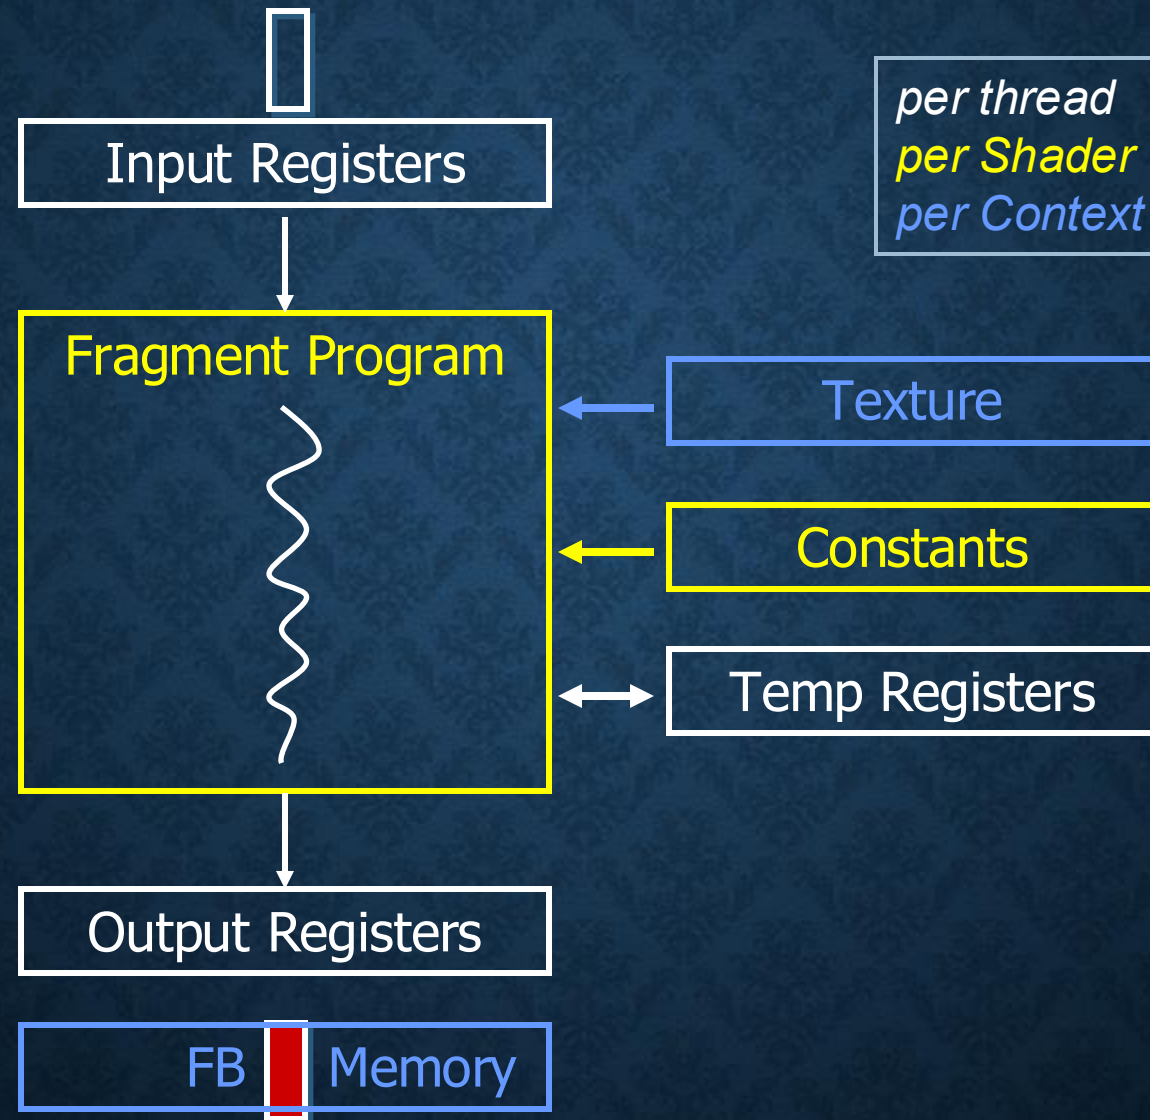 per thread
per Shader
per Context
Input Registers
Fragment Program
Texture
Constants
Temp Registers
Output Registers
FB Memory